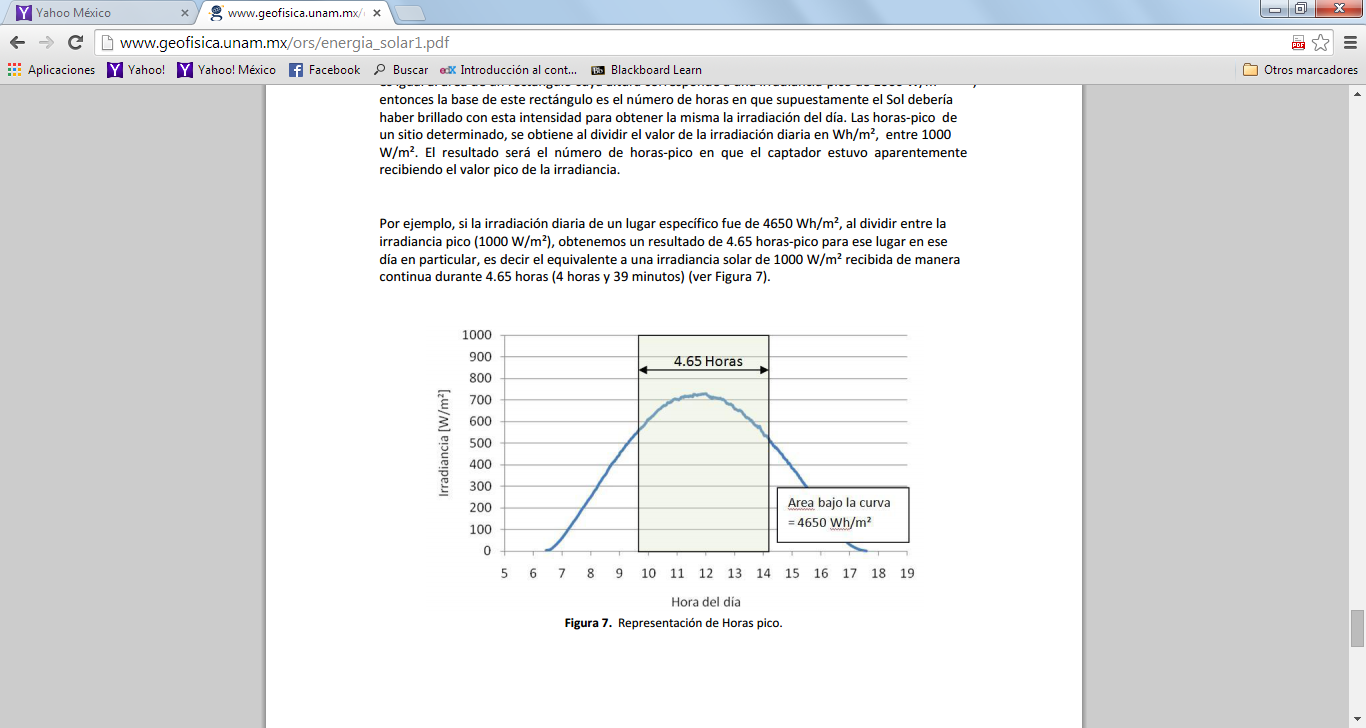 Yahoo México
www.geofisica.unam.mx/
www.geofisica.unam.mx/ors/energia_solar1.pdf
Aplicaciones Yahoo! Yahoo! México Facebook Buscar Introducción al cont... Blackboard Learn Otros marcadores
entonces la base de este rectángulo es el número de horas en que supuestamente el Sol debería
haber brillado con esta intensidad para obtener la misma la irradiación del día. Las horas-pico de
un sitio determinado, se obtiene al dividir el valor de la irradiación diaria en Wh/m², entre 1000
W/m². El resultado será el número de horas-pico en que el captador estuvo aparentemente
recibiendo el valor pico de la irradiancia.
Por ejemplo, si la irradiación diaria de un lugar específico fue de 4650 Wh/m², al dividir entre la
irradiancia pico (1000 W/m²), obtenemos un resultado de 4.65 horas-pico para ese lugar en ese
día en particular, es decir el equivalente a una irradiancia solar de 1000 W/m² recibida de manera
continua durante 4.65 horas (4 horas y 39 minutos) (ver Figura 7).
1000
900
800
700
600
500
400
300
200
100
0
Irradiancia [W/m²]
4.65 Horas
Area bajo la curva
= 4650 Wh/m²
5 6 7 8 9 10 11 12 13 14 15 16 17 18 19
Hora del día
Figura 7. Representación de Horas pico.